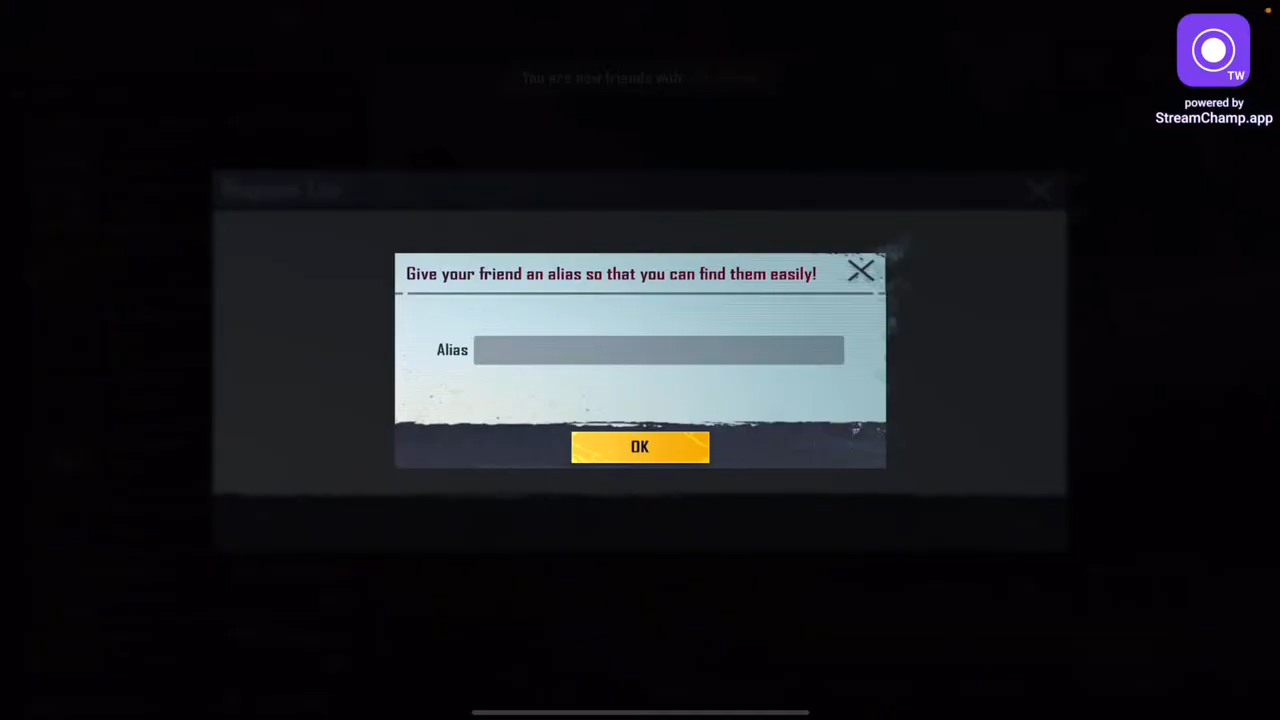 TW
powered by
StreamChamp.app
You are now friends with
Give your friend an alias so that you can find them easily!
Alias
OK